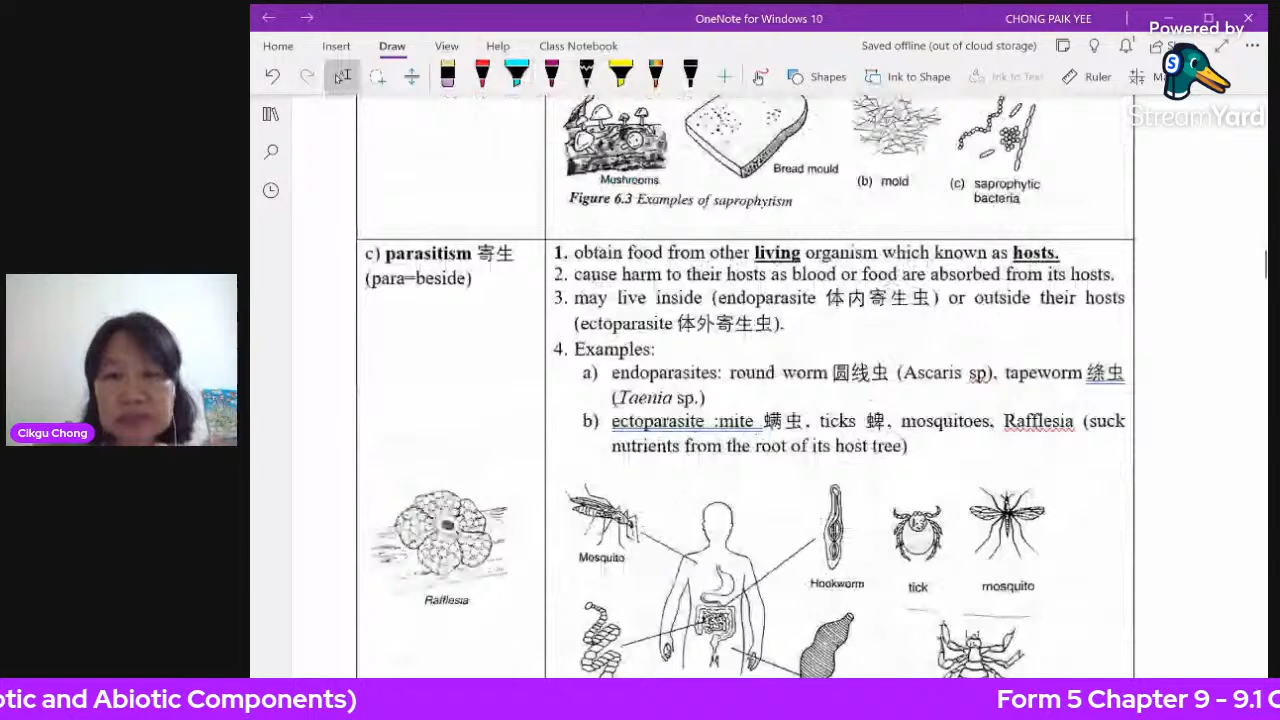 OneNote for Windows 10
CHONG PAIK YEE
Powered by
StreamYard
Home Insert Draw View Help Class Notebook
Saved offline (out of cloud storage)
Shapes Ink to Shape Ink to Text Ruler
Mushrooms
Bread mould
(b) mold
(c) saprophytic
bacteria
Figure 6.3 Examples of saprophytism
c) parasitism 寄生
(para=beside)
1. obtain food from other living organism which known as hosts.
2. cause harm to their hosts as blood or food are absorbed from its hosts.
3. may live inside (endoparasite 体内寄生虫) or outside their hosts
(ectoparasite 体外寄生虫).
4. Examples:
a) endoparasites: round worm 圆线虫 (Ascaris sp), tapeworm 绦虫
(Taenia sp.)
b) ectoparasite :mite 螨虫, ticks 蜱, mosquitoes, Rafflesia (suck
nutrients from the root of its host tree)
Rafflesia
Mosquito
Hookworm
tick
mosquito
Cikgu Chong
otic and Abiotic Components)
Form 5 Chapter 9 - 9.1 C